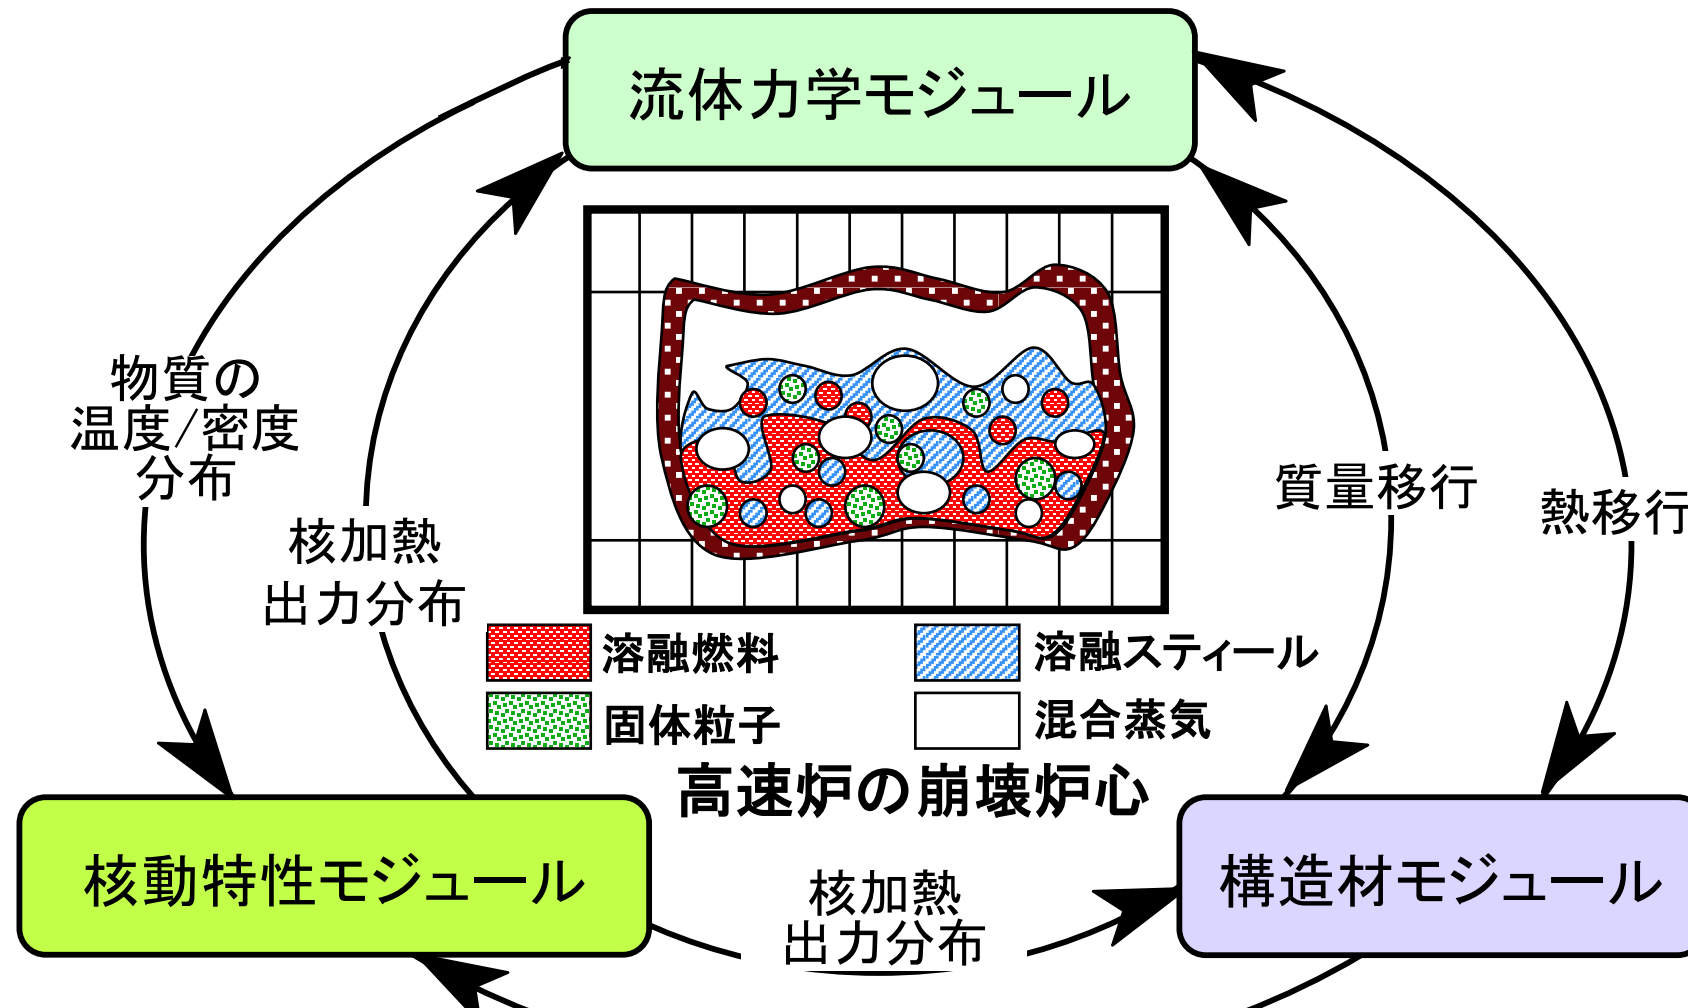 流体力学モジュール
物質の
温度/密度
分布
核加熱
出力分布
質量移行
熱移行
溶融燃料
溶融スティール
固体粒子
混合蒸気
高速炉の崩壊炉心
核動特性モジュール
核加熱
出力分布
構造材モジュール